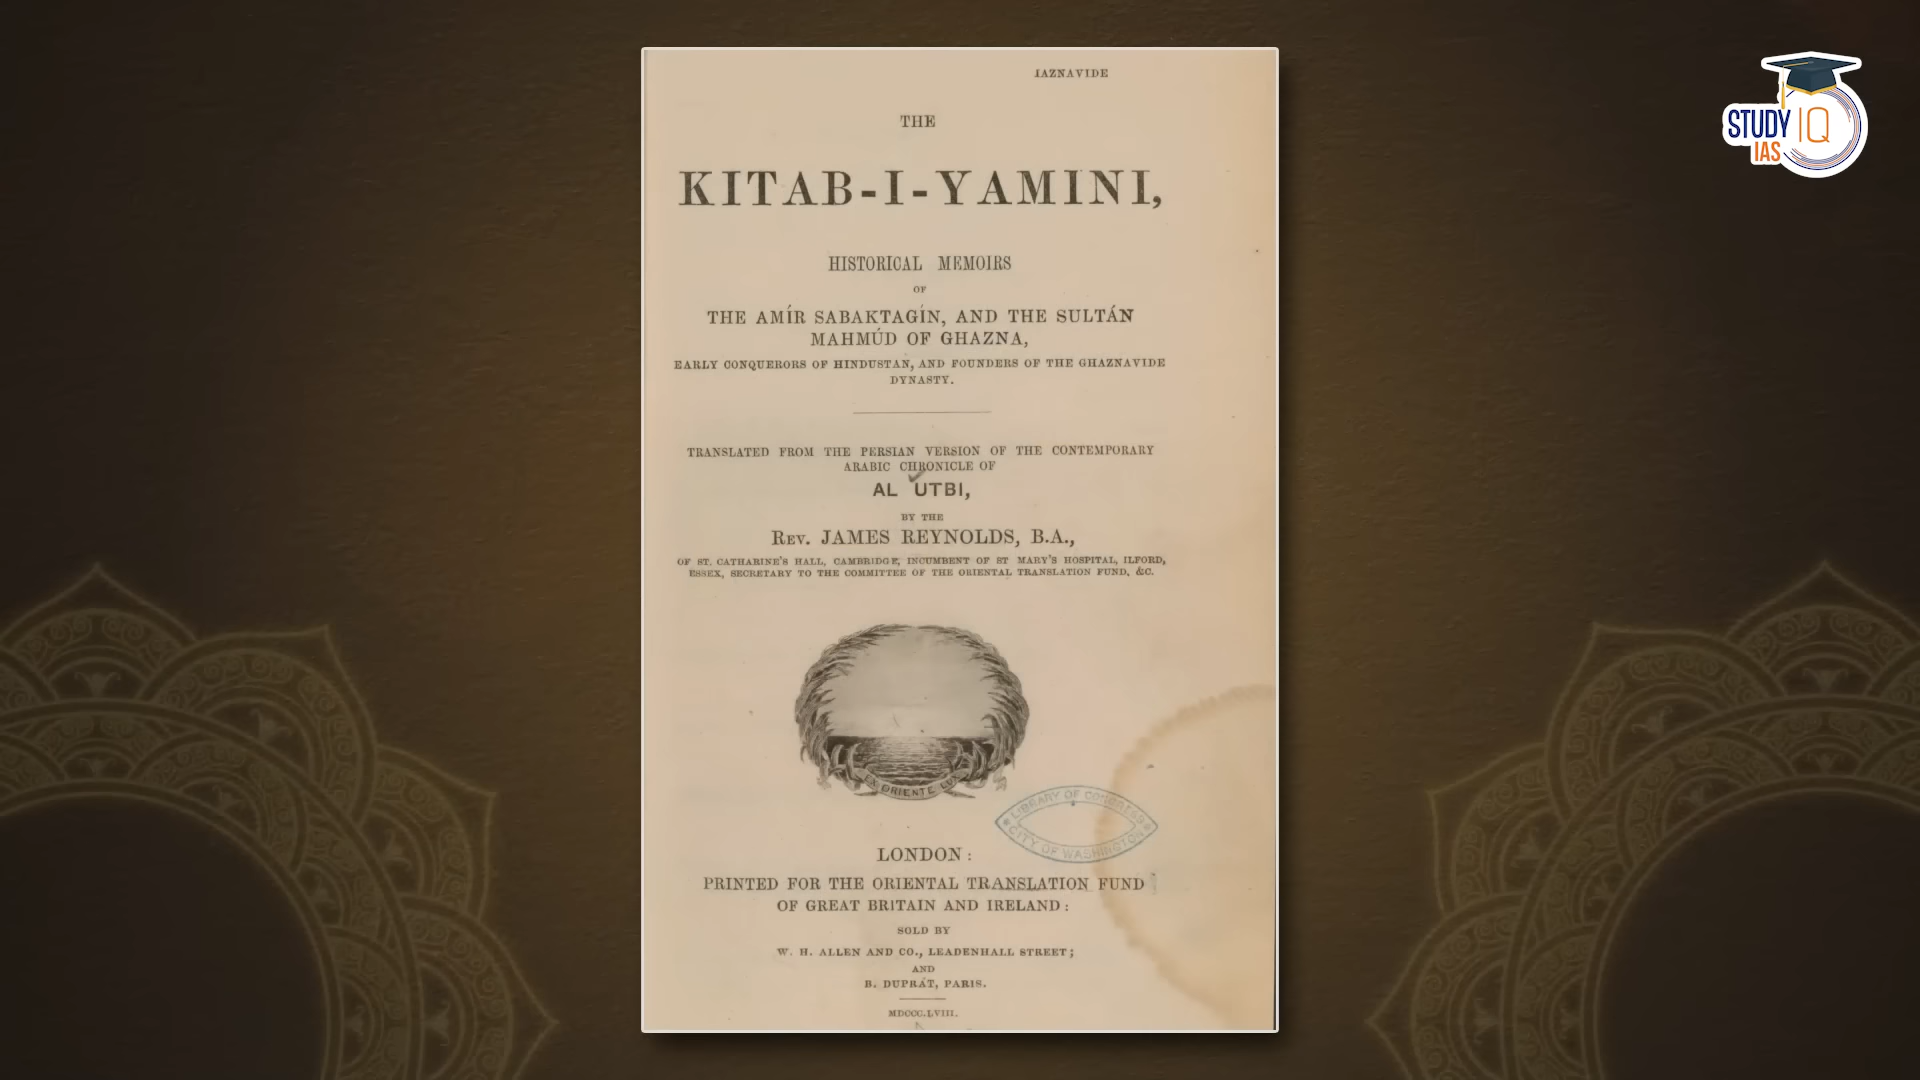 IAZNAVIDE
THE
KITAB-I-YAMINI,
HISTORICAL MEMOIRS
OF
THE AMÍR SABAKTAGÍN, AND THE SULTÁN
MAHMÚD OF GHAZNA,
EARLY CONQUERORS OF HINDUSTAN, AND FOUNDERS OF THE GHAZNAVIDE
DYNASTY.
TRANSLATED FROM THE PERSIAN VERSION OF THE CONTEMPORARY
ARABIC CHRONICLE OF
AL UTBI,
BY THE
REV. JAMES REYNOLDS, B.A.,
OF ST. CATHARINE'S HALL, CAMBRIDGE, INCUMBENT OF ST MARY'S HOSPITAL, ILFORD,
ESSEX, SECRETARY TO THE COMMITTEE OF THE ORIENTAL TRANSLATION FUND, &C.
EX ORIENTE LUX
LIBRARY OF CONGRESS
CITY OF WASHINGTON
LONDON:
PRINTED FOR THE ORIENTAL TRANSLATION FUND
OF GREAT BRITAIN AND IRELAND:
SOLD BY
W. H. ALLEN AND CO., LEADENHALL STREET;
AND
B. DUPRÁT, PARIS.
MDCCC.LVIII.
STUDY IQ
IAS